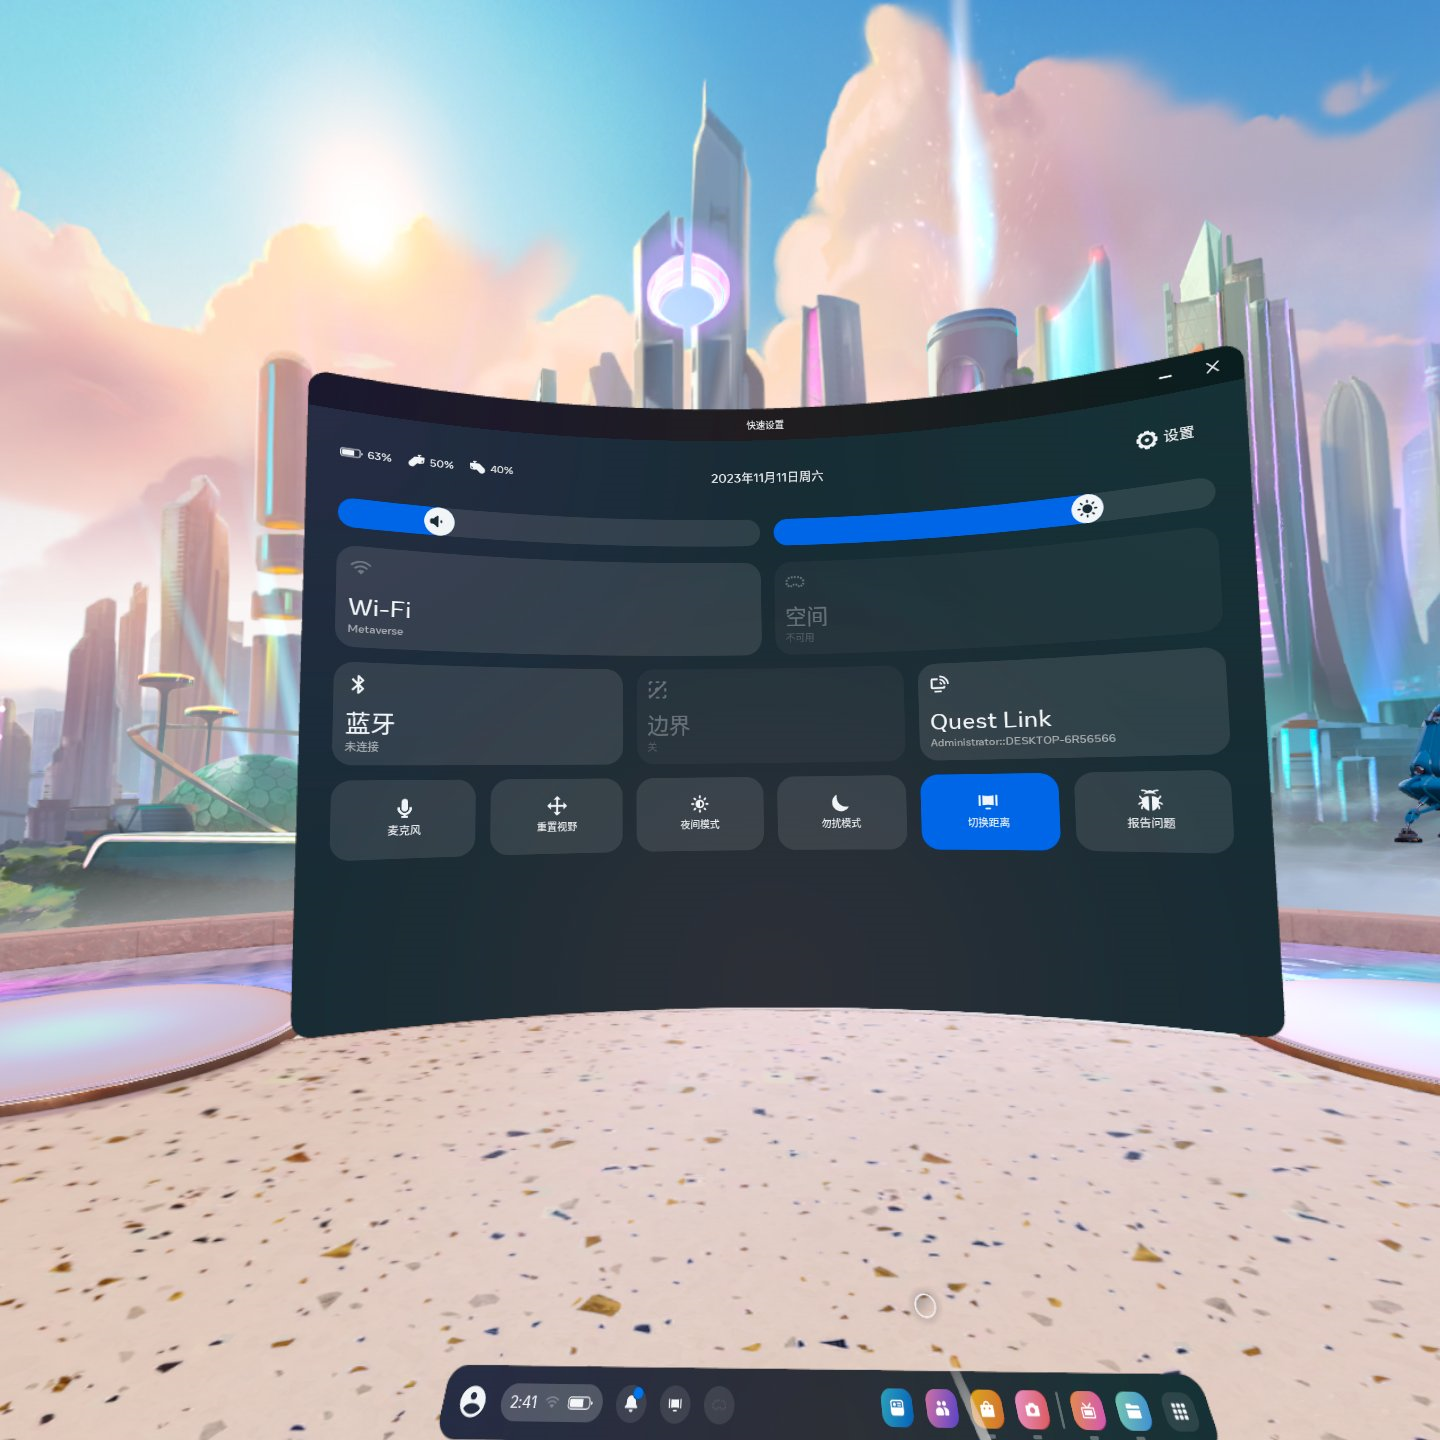 快速设置
63%
50%
40%
2023年11月11日周六
设置
Wi-Fi
Metaverse
空间
不可用
蓝牙
未连接
边界
关
Quest Link
Administrator::DESKTOP-6R56566
麦克风
重置视野
夜间模式
勿扰模式
切换距离
报告问题
2:41